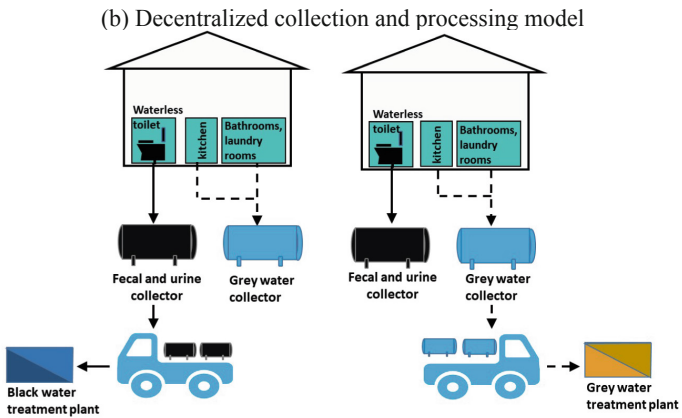 (b) Decentralized collection and processing model
Waterless
toilet
kitchen
Bathrooms,
laundry
rooms
Waterless
toilet
kitchen
Bathrooms,
laundry
rooms
Fecal and urine
collector
Grey water
collector
Fecal and urine
collector
Grey water
collector
Black water
treatment plant
Grey water
treatment plant